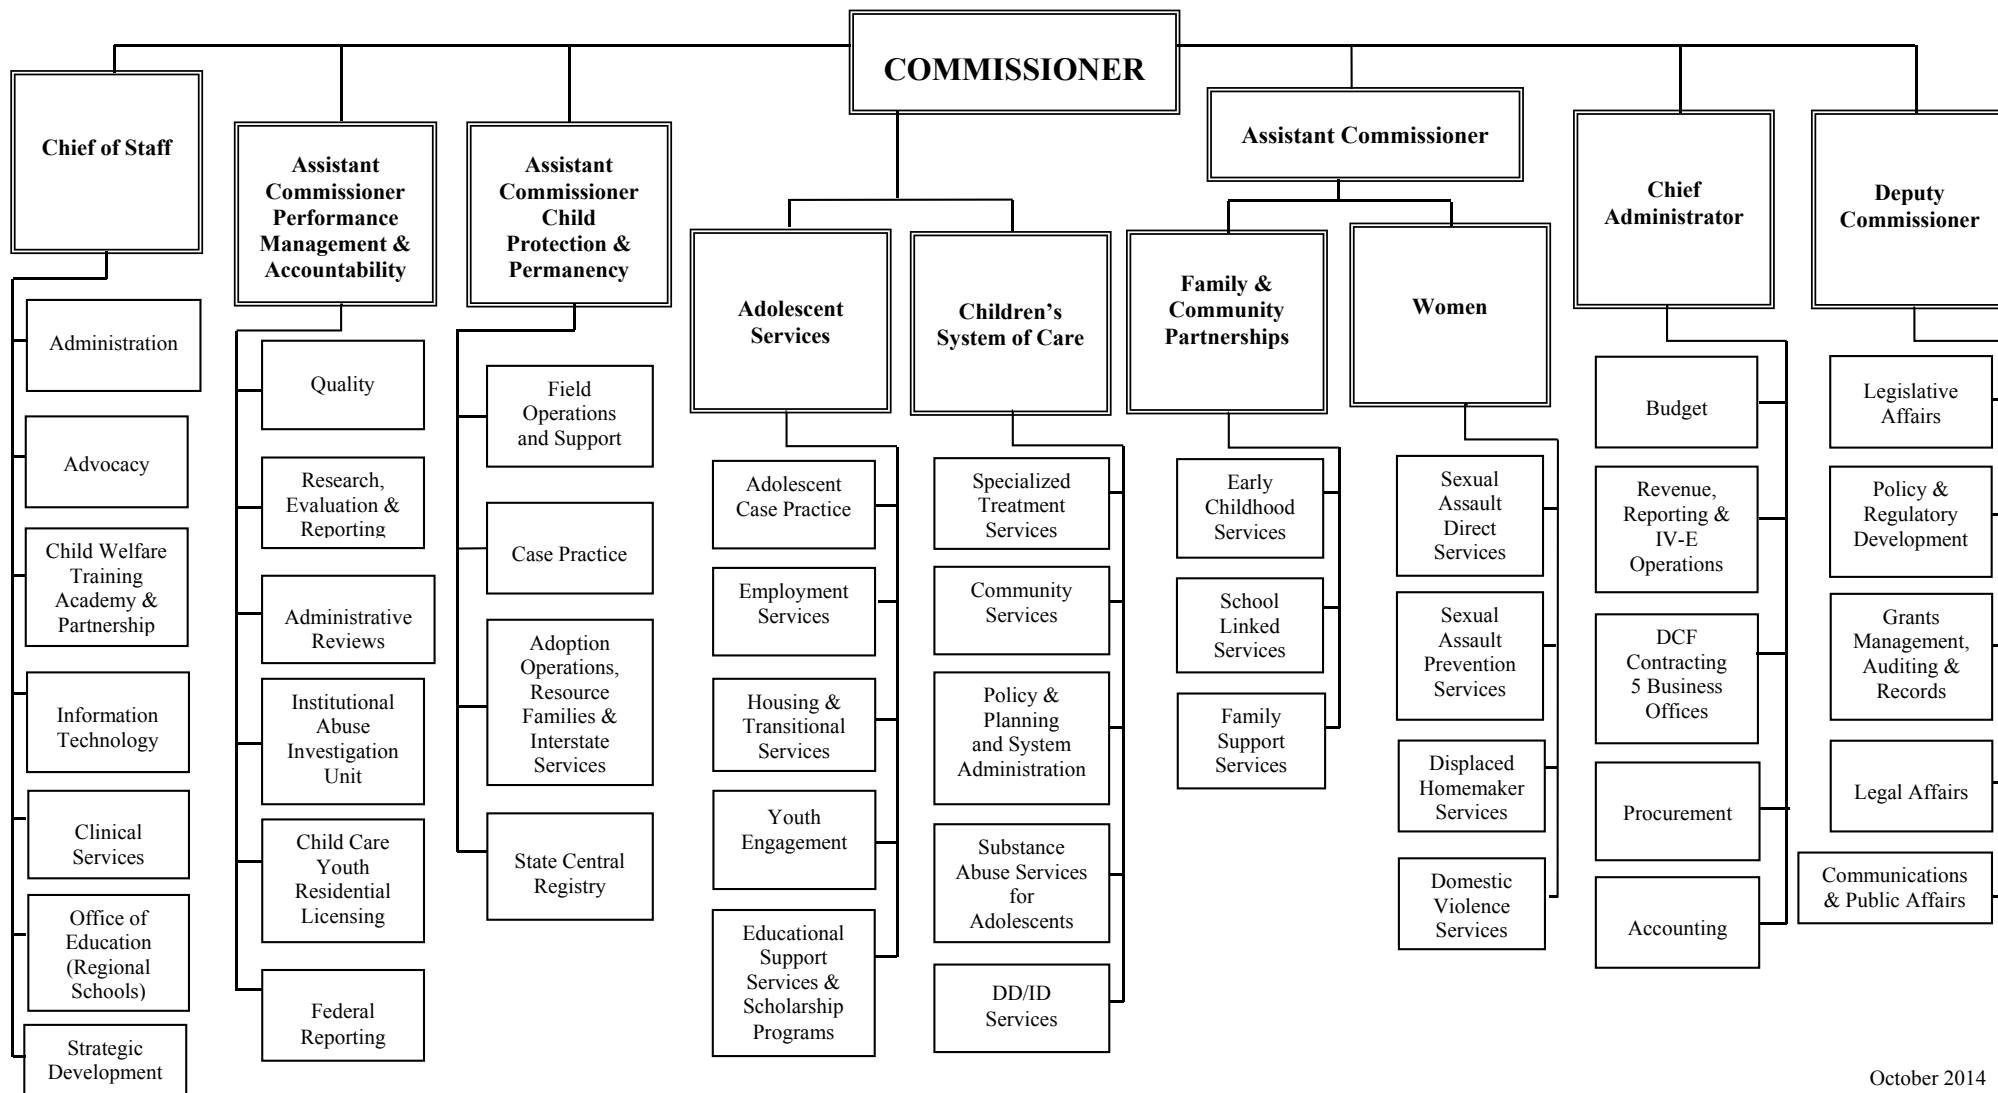 COMMISSIONER
Chief of Staff
Administration
Advocacy
Child Welfare
Training
Academy &
Partnership
Information
Technology
Clinical
Services
Office of
Education
(Regional
Schools)
Strategic
Development
Assistant
Commissioner
Performance
Management &
Accountability
Quality
Research,
Evaluation &
Reporting
Administrative
Reviews
Institutional
Abuse
Investigation
Unit
Child Care
Youth
Residential
Licensing
Federal
Reporting
Assistant
Commissioner
Child
Protection &
Permanency
Field
Operations
and Support
Case Practice
Adoption
Operations,
Resource
Families &
Interstate
Services
State Central
Registry
Adolescent
Services
Adolescent
Case Practice
Employment
Services
Housing &
Transitional
Services
Youth
Engagement
Educational
Support
Services &
Scholarship
Programs
Children’s
System of Care
Specialized
Treatment
Services
Community
Services
Policy &
Planning
and System
Administration
Substance
Abuse Services
for
Adolescents
DD/ID
Services
Assistant Commissioner
Family &
Community
Partnerships
Early
Childhood
Services
School
Linked
Services
Family
Support
Services
Women
Sexual
Assault
Direct
Services
Sexual
Assault
Prevention
Services
Displaced
Homemaker
Services
Domestic
Violence
Services
Chief
Administrator
Budget
Revenue,
Reporting &
IV-E
Operations
DCF
Contracting
5 Business
Offices
Procurement
Accounting
Deputy
Commissioner
Legislative
Affairs
Policy &
Regulatory
Development
Grants
Management,
Auditing &
Records
Legal Affairs
Communications
& Public Affairs
October 2014